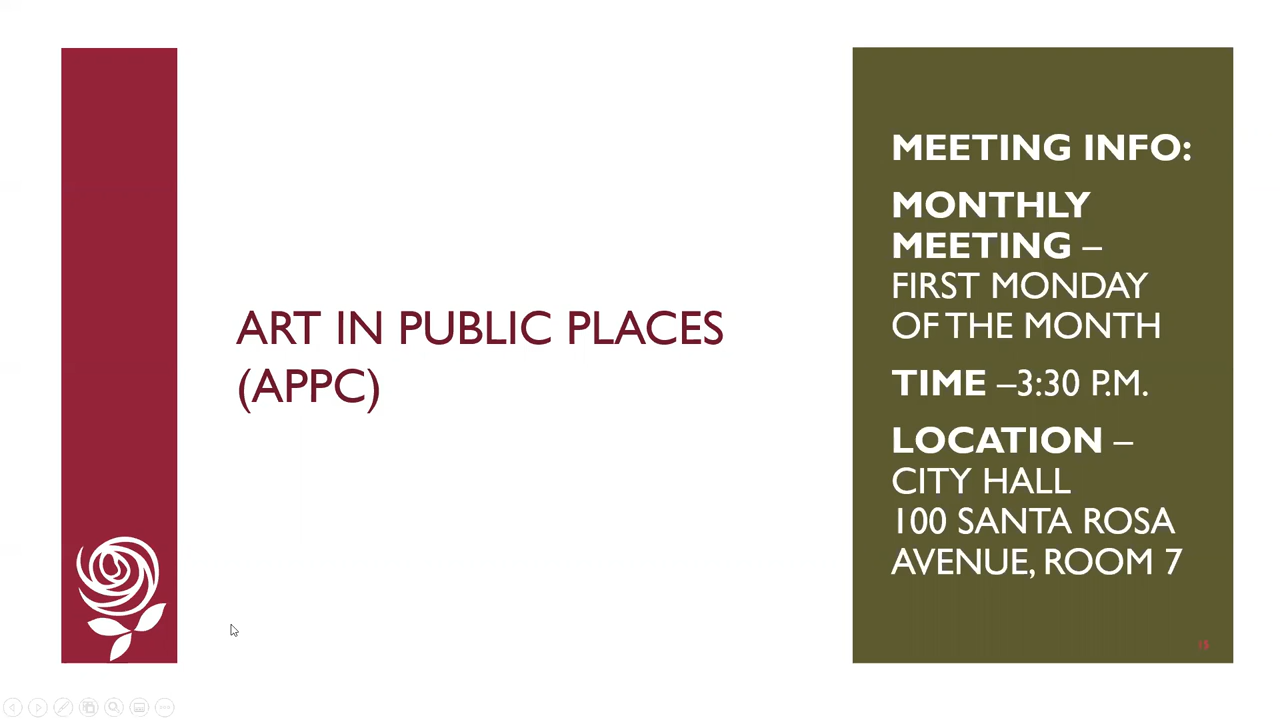 ART IN PUBLIC PLACES
(APPC)
MEETING INFO:
MONTHLY
MEETING –
FIRST MONDAY
OF THE MONTH
TIME –3:30 P.M.
LOCATION –
CITY HALL
100 SANTA ROSA
AVENUE, ROOM 7
15